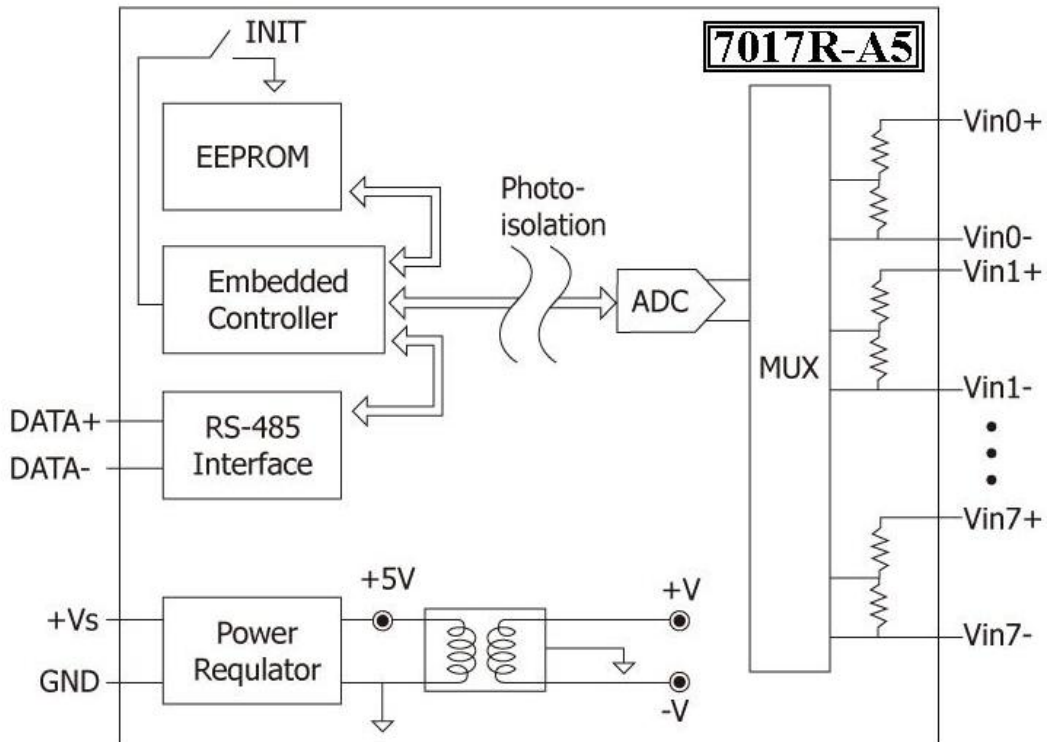 INIT
7017R-A5
EEPROM
Photo-
isolation
Embedded
Controller
ADC
MUX
RS-485
Interface
DATA+
DATA-
Vin0+
Vin0-
Vin1+
Vin1-
Vin7+
Vin7-
+5V
+V
-V
+Vs
GND
Power
Requlator